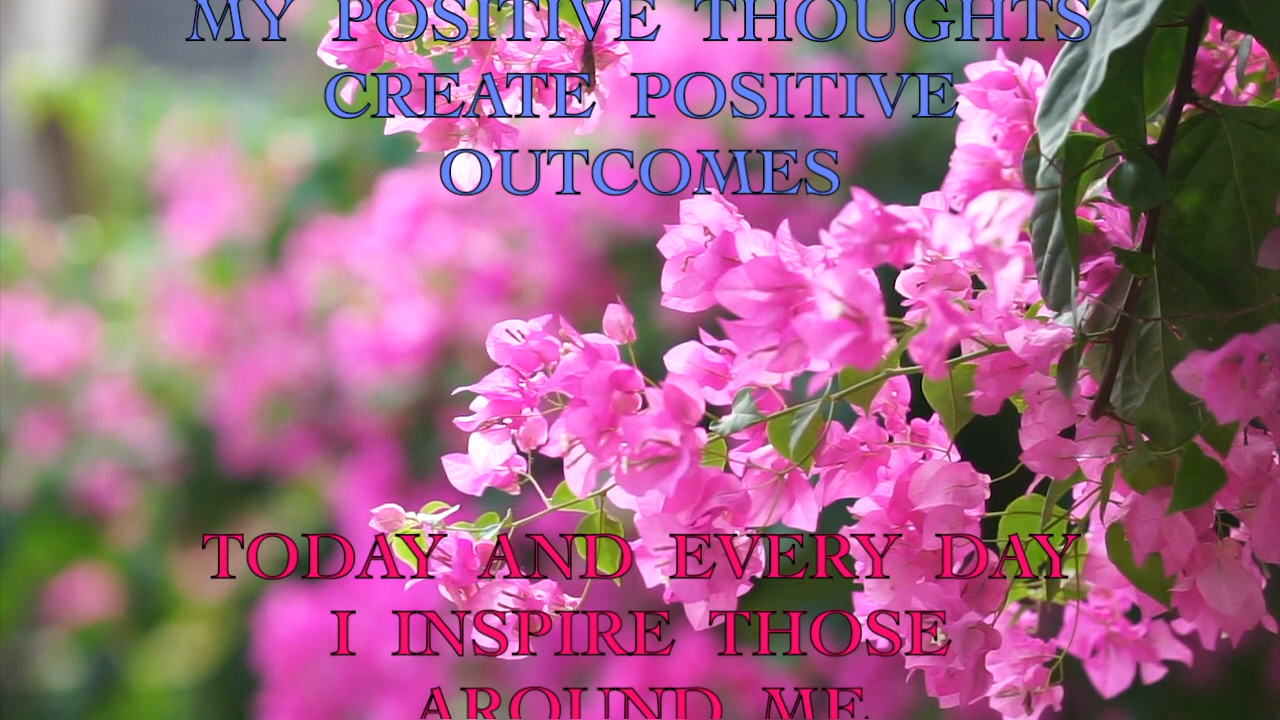 MY POSITIVE THOUGHTS
CREATE POSITIVE
OUTCOMES
TODAY AND EVERY DAY
I INSPIRE THOSE
AROUND ME